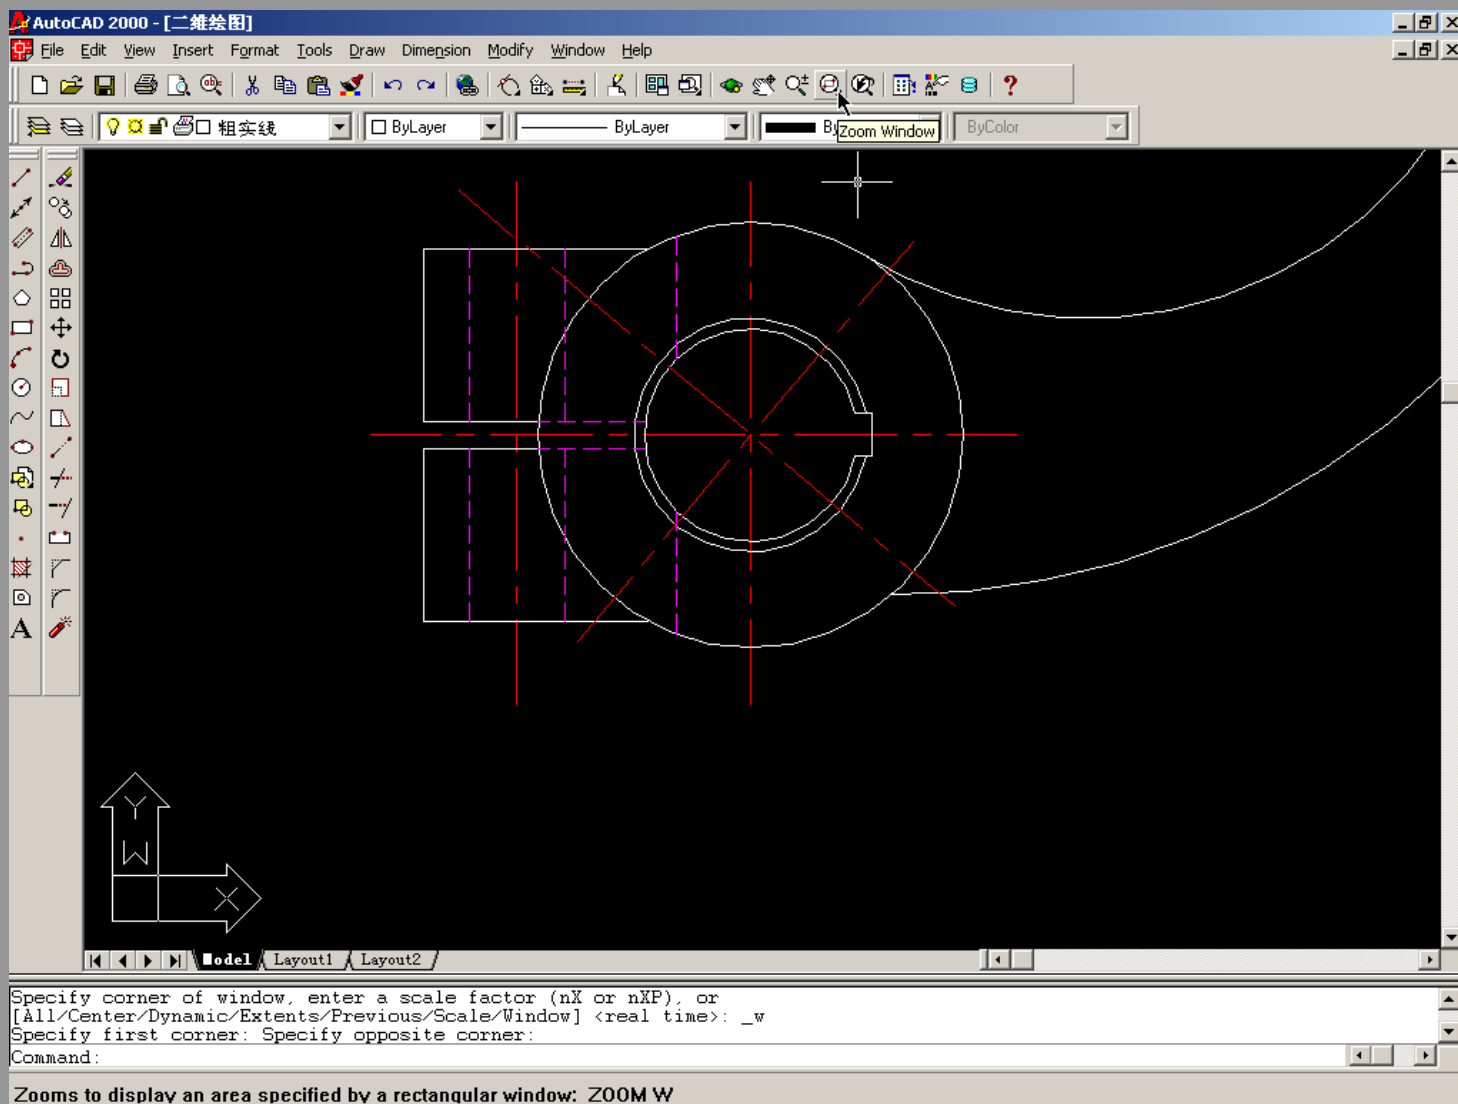 AutoCAD 2000 - [二维绘图]
File Edit View Insert Format Tools Draw Dimension Modify Window Help
粗实线 ByLayer ByLayer By ByColor
Zoom Window
Y
W
X
Model Layout1 Layout2
Specify corner of window, enter a scale factor (nX or nXP), or
[All/Center/Dynamic/Extents/Previous/Scale/Window] <real time>: _w
Specify first corner: Specify opposite corner:
Command:
Zooms to display an area specified by a rectangular window:  ZOOM W